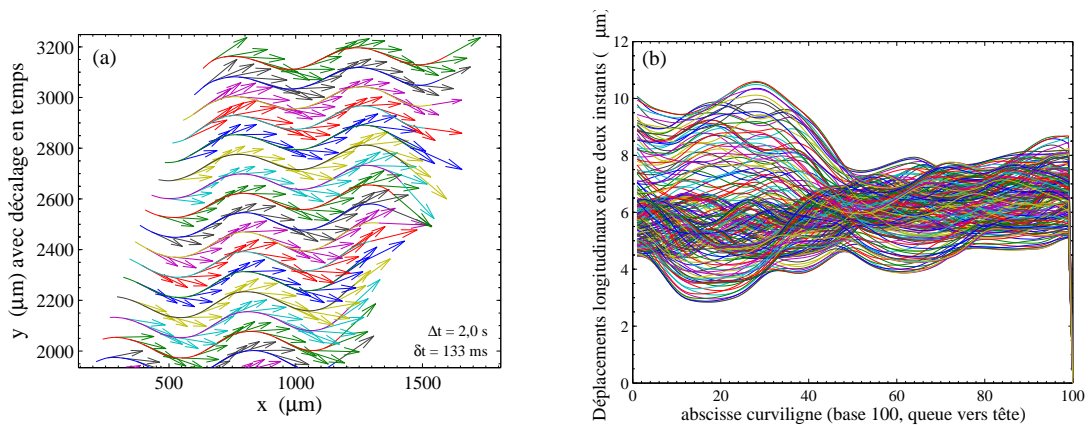 (a)
3200
3000
2800
2600
2400
2200
2000
y (µm) avec décalage en temps
500
1000
1500
x (µm)
Δt = 2,0 s
δt = 133 ms
(b)
12
10
8
6
4
2
0
Déplacements longitudinaux entre deux instants ( µm)
0
20
40
60
80
100
abscisse curviligne (base 100, queue vers tête)